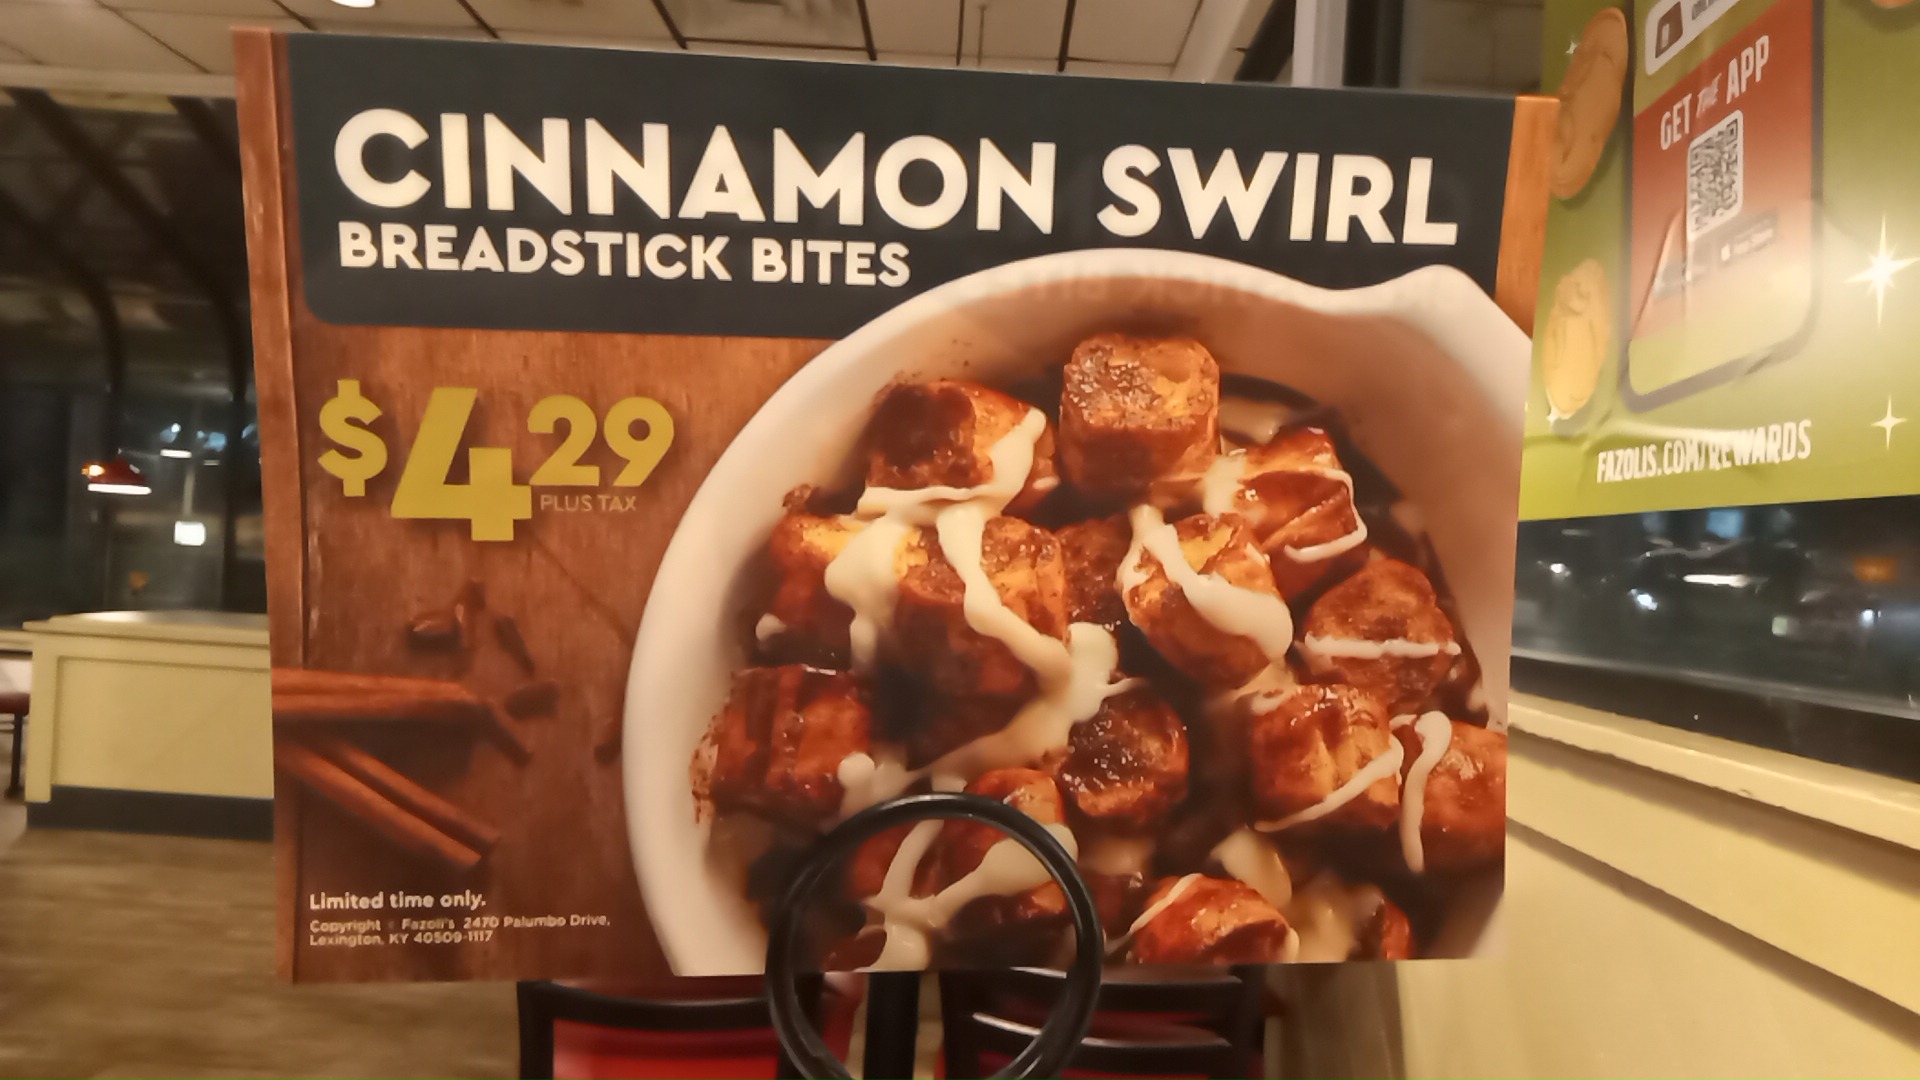 CINNAMON SWIRL
BREADSTICK BITES
$4 29
PLUS TAX
Limited time only.
Copyright Fazoli's 2470 Palumbo Drive,
Lexington, KY 40509-1117
GET THE APP
FAZOLIS.COM/REWARDS